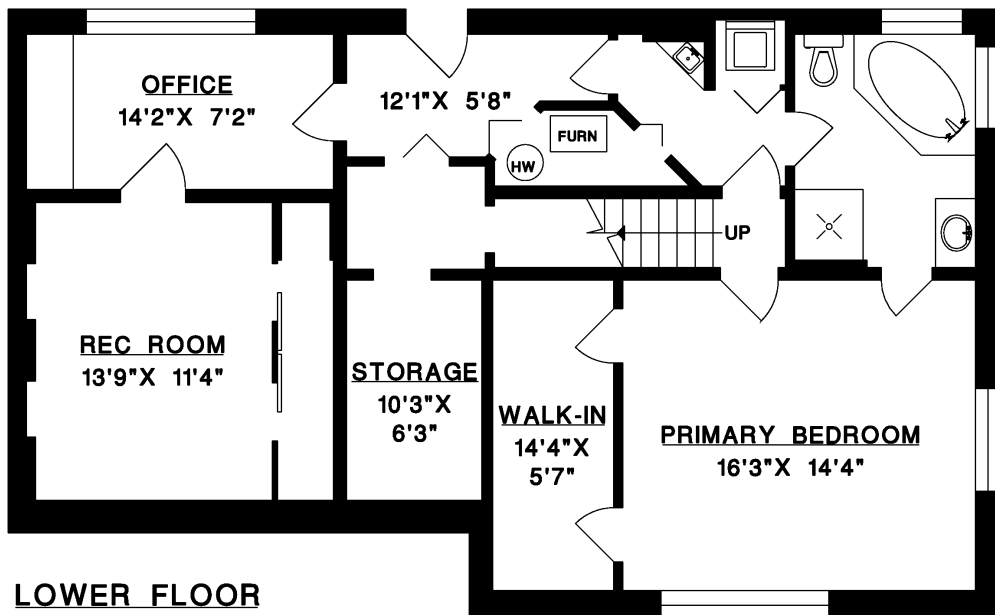 OFFICE
14'2"X 7'2"
12'1"X 5'8"
FURN
HW
UP
REC ROOM
13'9"X 11'4"
STORAGE
10'3"X
6'3"
WALK-IN
14'4"X
5'7"
PRIMARY BEDROOM
16'3"X 14'4"
LOWER FLOOR